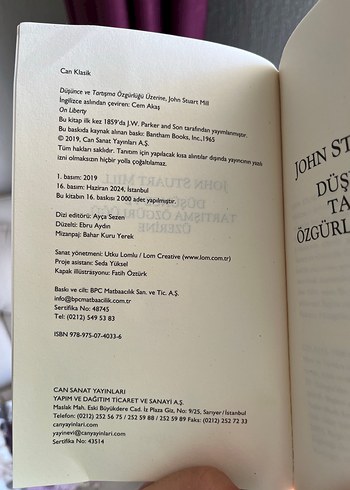 Can Klasik
Düşünce ve Tartışma Özgürlüğü Üzerine, John Stuart Mill
İngilizce aslından çeviren: Cem Akaş
On Liberty
Bu kitap ilk kez 1859'da J.W. Parker and Son tarafından yayımlanmıştır.
Bu baskıda kaynak alınan baskı: Bantham Books, Inc., 1965
© 2019, Can Sanat Yayınları A.Ş.
Tüm hakları saklıdır. Tanıtım için yapılacak kısa alıntılar dışında yayıncının yazılı
izni olmaksızın hiçbir yolla çoğaltılamaz.
1. basım: 2019
16. basım: Haziran 2024, İstanbul
Bu kitabın 16. baskısı 2 000 adet yapılmıştır.
Dizi editörü: Ayça Sezen
Düzelti: Ebru Aydın
Mizanpaj: Bahar Kuru Yerek
Sanat yönetmeni: Utku Lomlu / Lom Creative (www.lom.com.tr)
Proje asistanı: Seda Yüksel
Kapak illüstrasyonu: Fatih Öztürk
Baskı ve cilt: BPC Matbaacılık San. ve Tic. A.Ş.
info@bpcmatbaacilik.com.tr
Sertifika No: 48745
Tel: (0212) 549 53 83
ISBN 978-975-07-4033-6
CAN SANAT YAYINLARI
YAPIM VE DAĞITIM TİCARET VE SANAYİ A.Ş.
Maslak Mah. Eski Büyükdere Cad. İz Plaza Giz, No: 9/25, Sarıyer / İstanbul
Telefon: (0212) 252 56 75 / 252 59 88 / 252 59 89 Faks: (0212) 252 72 33
canyayinlari.com
yayinevi@canyayinlari.com
Sertifika No: 43514
JOHN ST
DÜŞ
TA
ÖZGÜRL